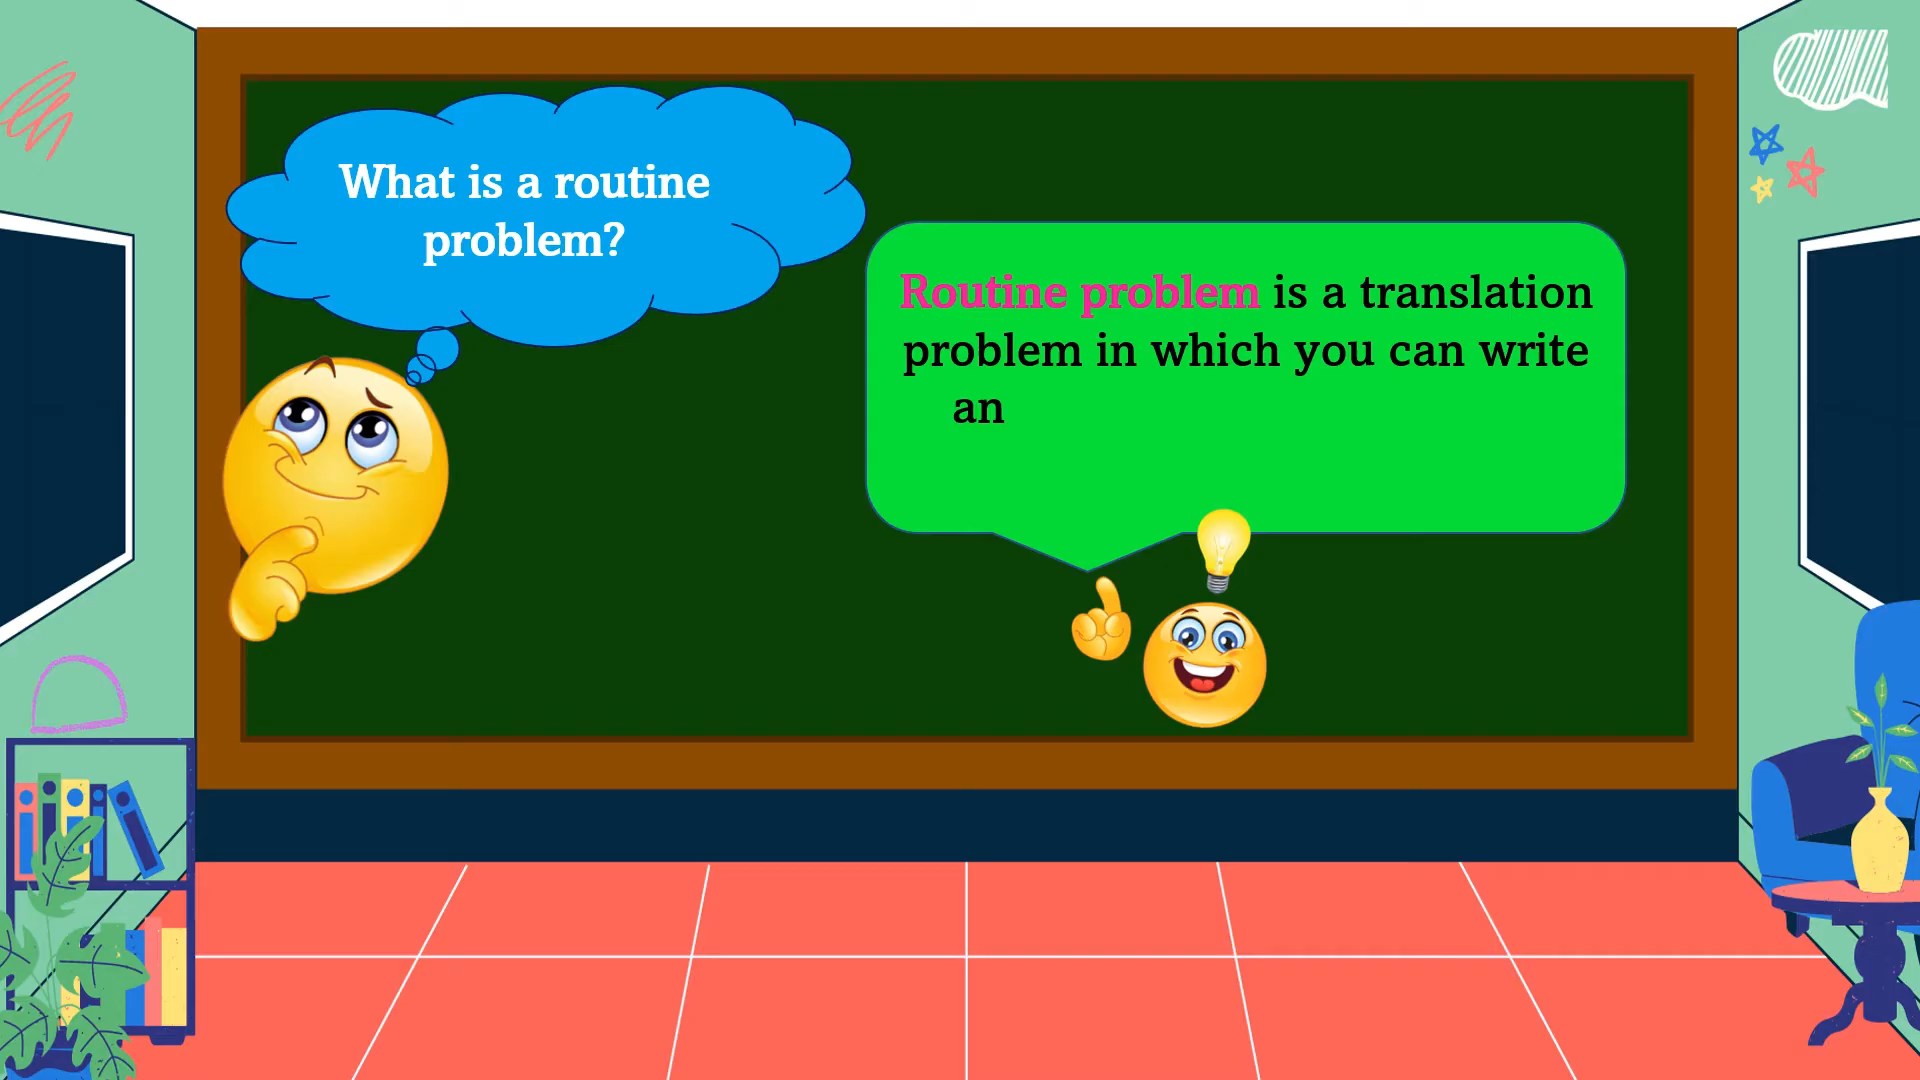 What is a routine
problem?
Routine problem is a translation
problem in which you can write
an